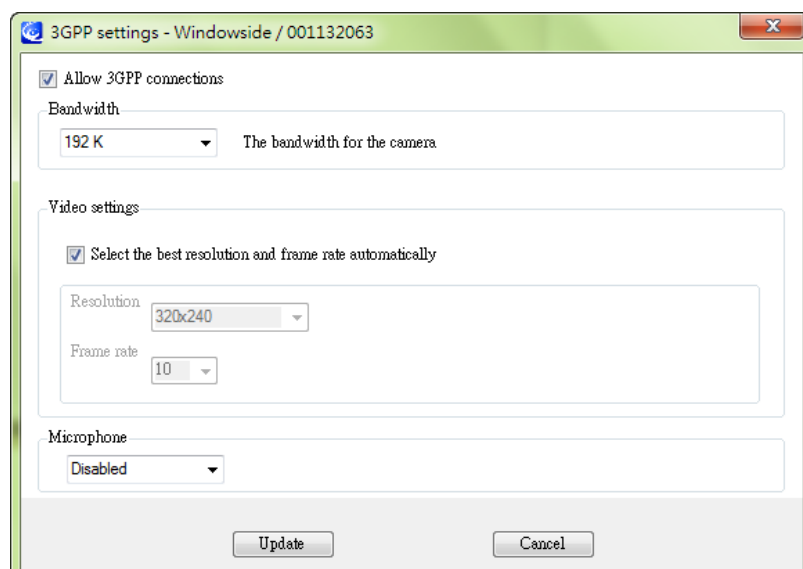 3GPP settings - Windowside / 001132063
Allow 3GPP connections
Bandwidth
192 K The bandwidth for the camera
Video settings
Select the best resolution and frame rate automatically
Resolution
320x240
Frame rate
10
Microphone
Disabled
Update Cancel